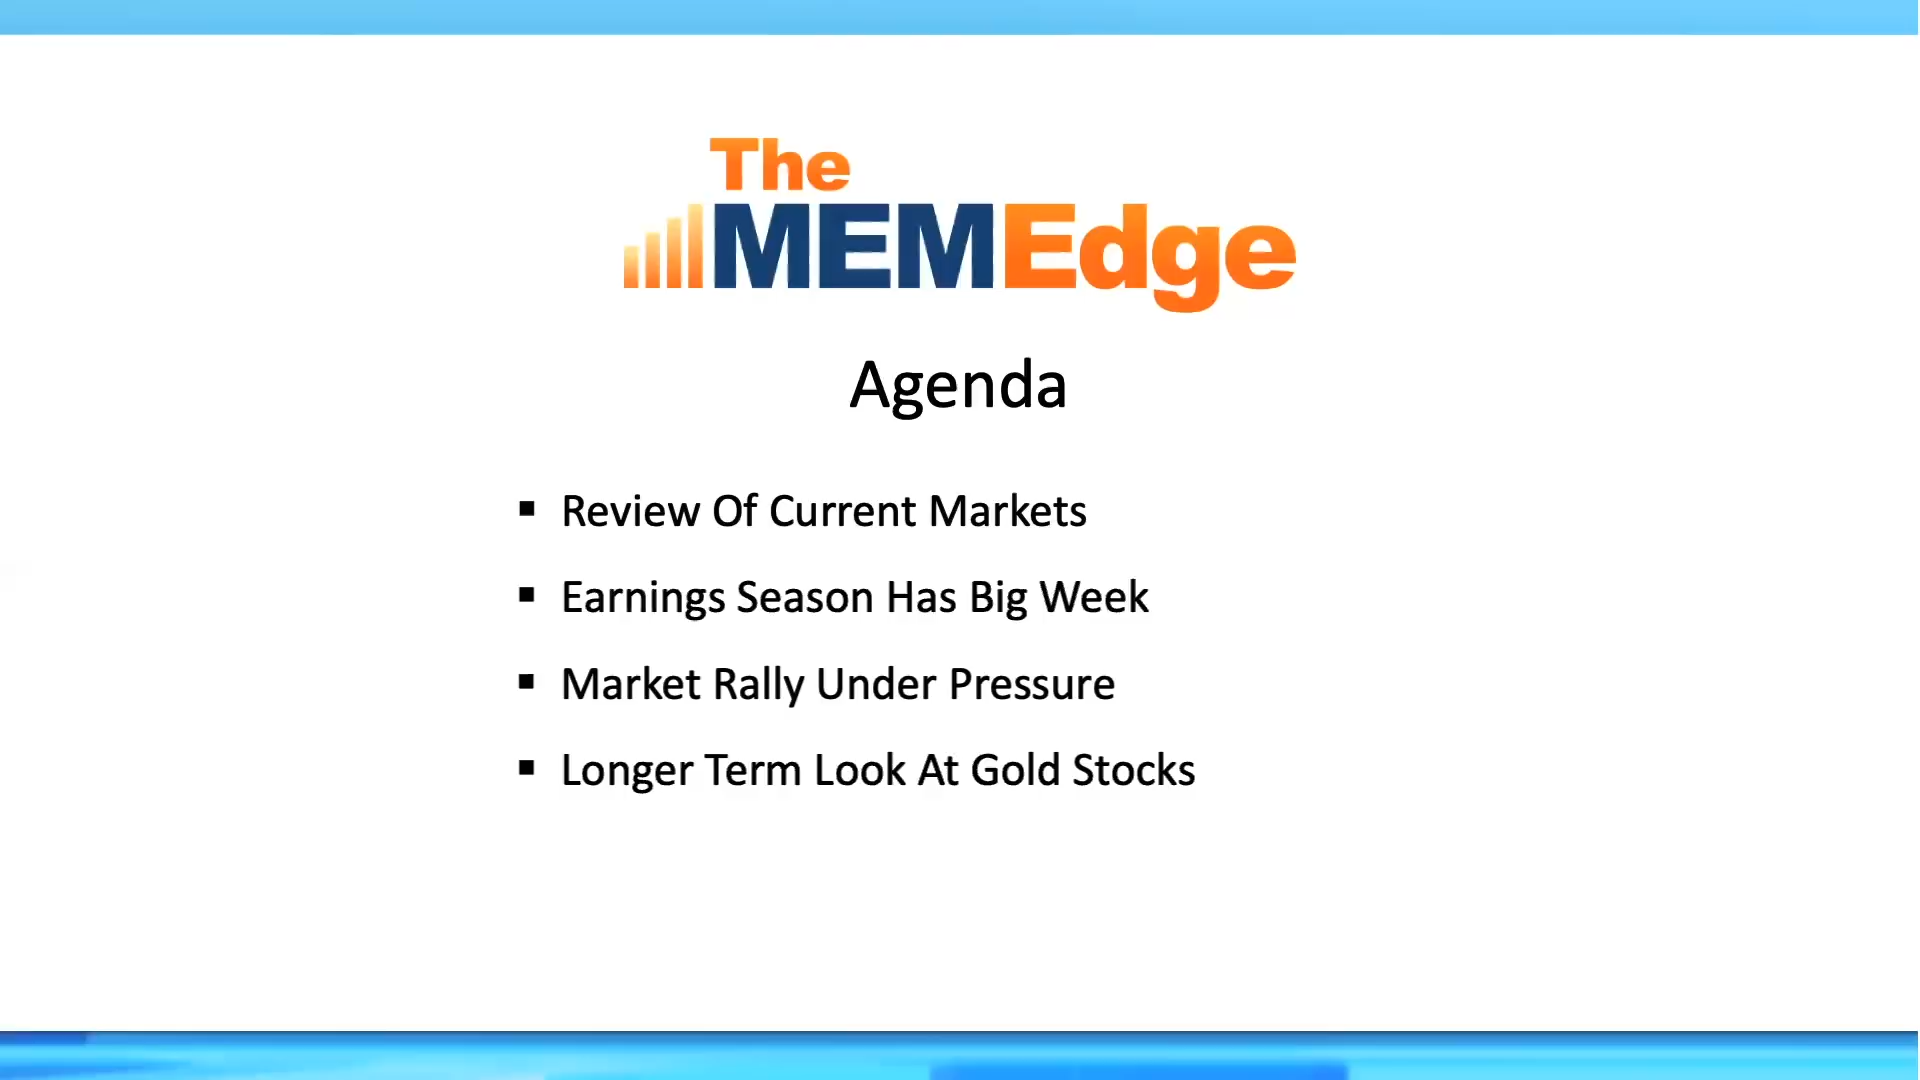 The
MEMEdge
Agenda
▪ Review Of Current Markets
▪ Earnings Season Has Big Week
▪ Market Rally Under Pressure
▪ Longer Term Look At Gold Stocks